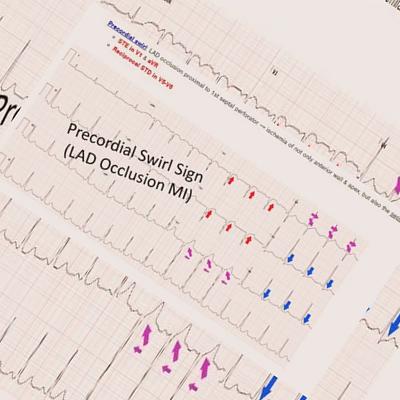 Precordial swirl: LAD occlusion proximal to 1st septal perforator → ischemia of not only anterior wall & apex, but also the
• STE in V1 & aVR
• Reciprocal STD in V5-V6
Precordial Swirl Sign
(LAD Occlusion MI)
V1